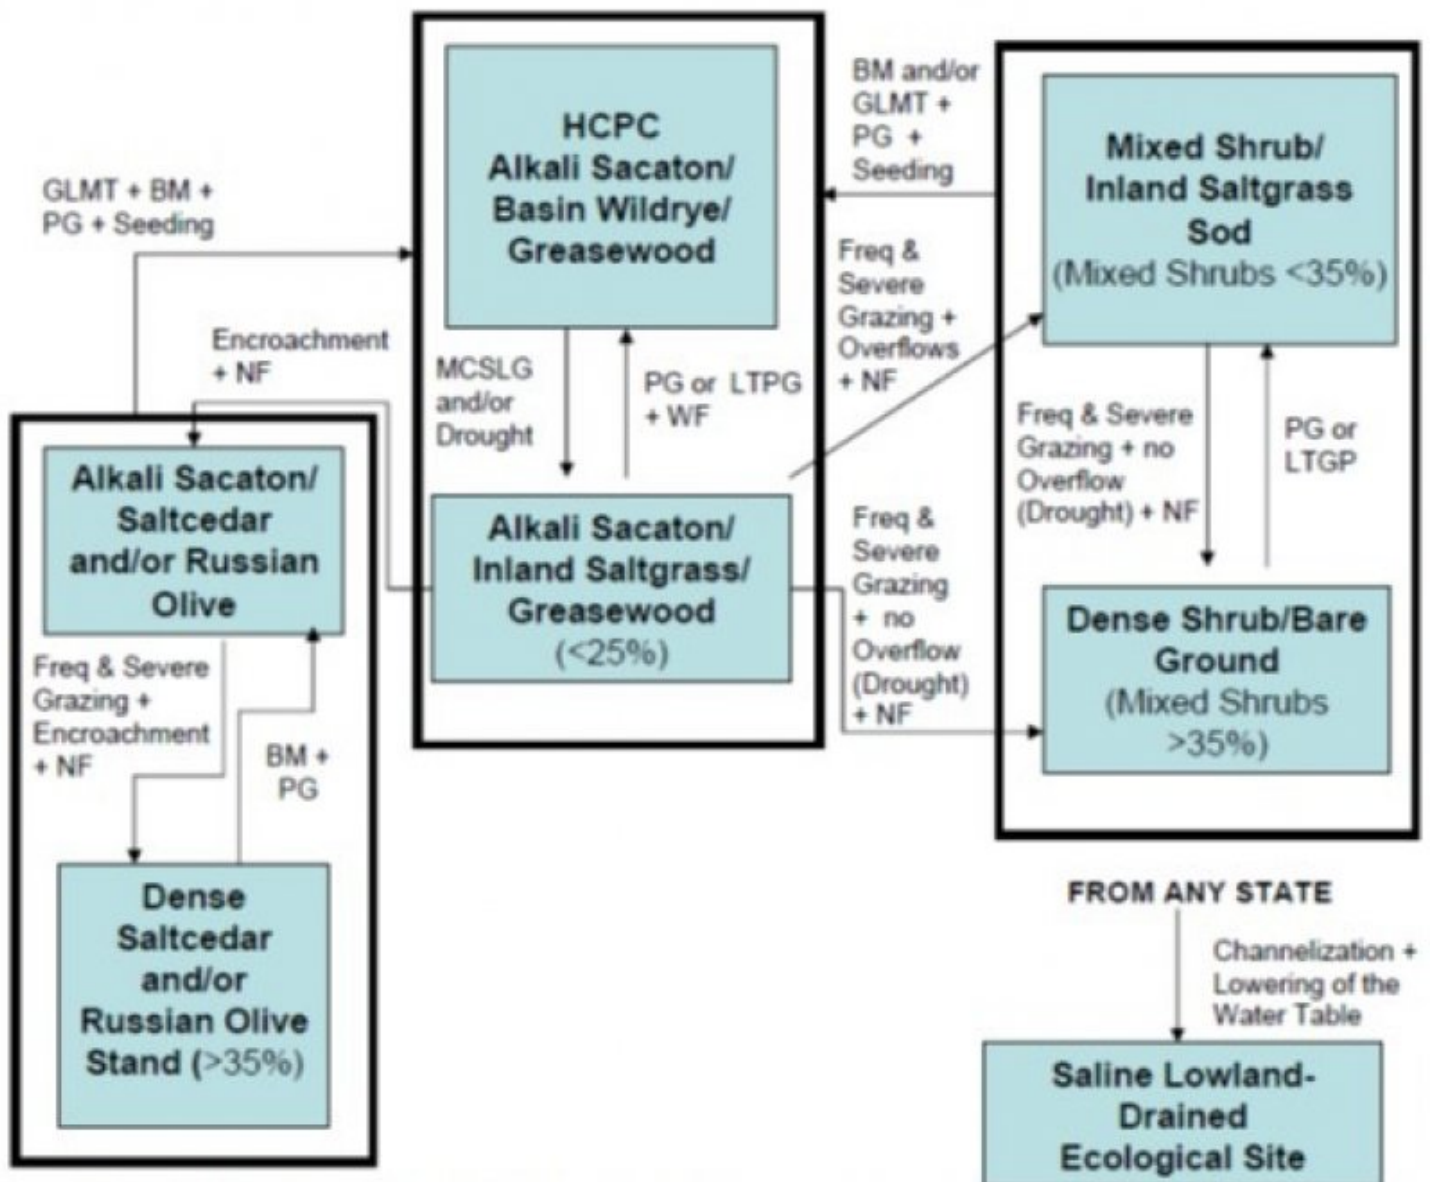 HCPC
Alkali Sacaton/
Basin Wildrye/
Greasewood
BM and/or
GLMT +
PG +
Seeding
Mixed Shrub/
Inland Saltgrass
Sod
(Mixed Shrubs <35%)
GLMT + BM +
PG + Seeding
Freq &
Severe
Grazing +
Overflows
+ NF
Encroachment
+ NF
MCSLG
and/or
Drought
PG or LTPG
+ WF
Freq & Severe
Grazing + no
Overflow
(Drought) + NF
PG or
LTGP
Alkali Sacaton/
Saltcedar
and/or Russian
Olive
Alkali Sacaton/
Inland Saltgrass/
Greasewood
(<25%)
Freq &
Severe
Grazing
+ no
Overflow
(Drought)
+ NF
Dense Shrub/Bare
Ground
(Mixed Shrubs
>35%)
Freq & Severe
Grazing +
Encroachment
+ NF
BM +
PG
Dense
Saltcedar
and/or
Russian Olive
Stand (>35%)
FROM ANY STATE
Channelization +
Lowering of the
Water Table
Saline Lowland-
Drained
Ecological Site